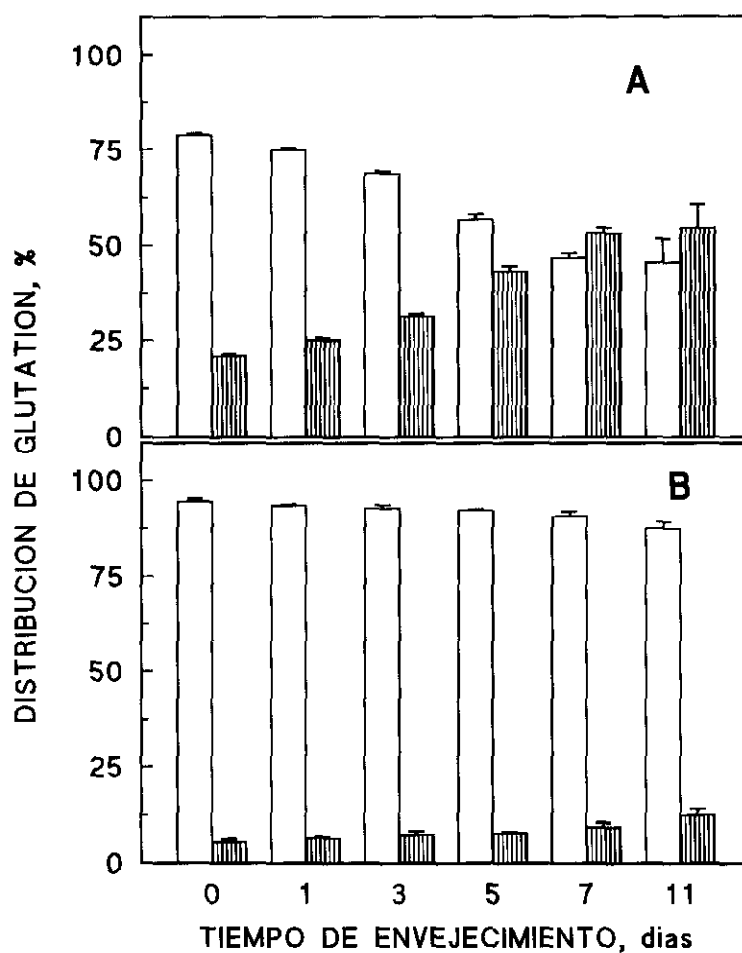 DISTRIBUCION DE GLUTATION, %
A
100
75
50
25
0
B
100
75
50
25
0
0 1 3 5 7 11
TIEMPO DE ENVEJECIMIENTO, dias